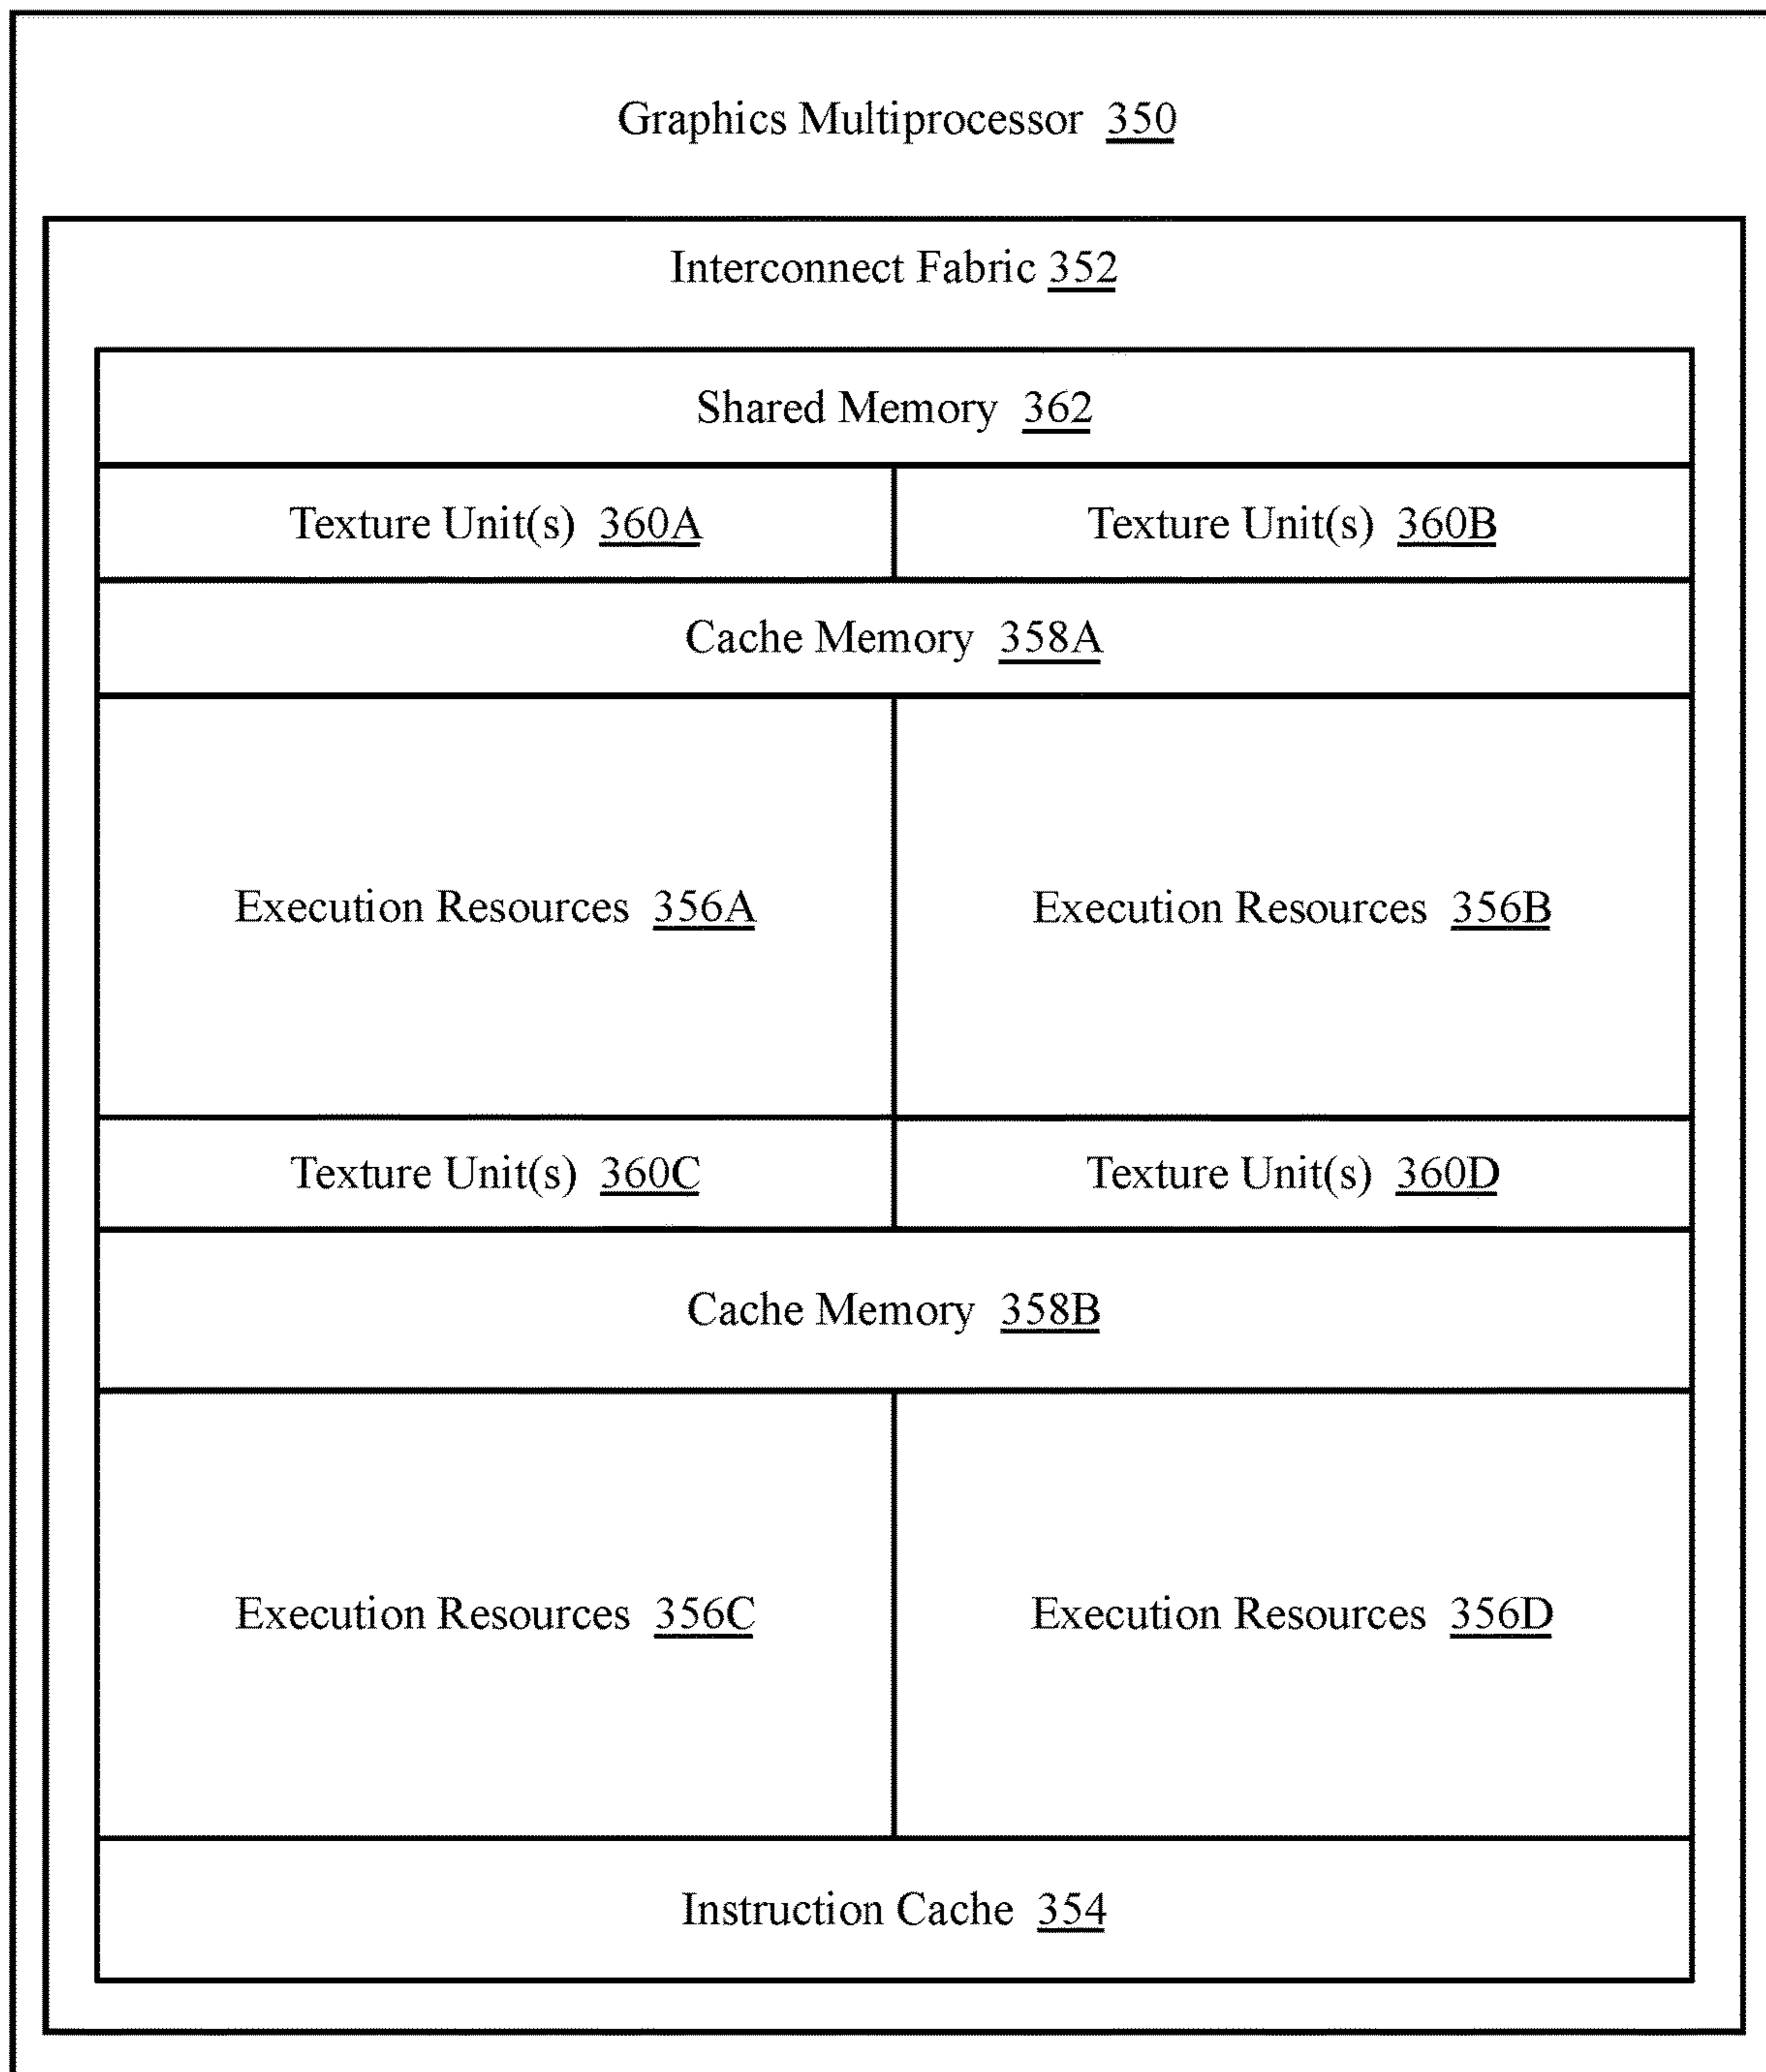 Graphics Multiprocessor 350
Interconnect Fabric 352
Shared Memory 362
Texture Unit(s) 360A
Texture Unit(s) 360B
Cache Memory 358A
Execution Resources 356A
Execution Resources 356B
Texture Unit(s) 360C
Texture Unit(s) 360D
Cache Memory 358B
Execution Resources 356C
Execution Resources 356D
Instruction Cache 354